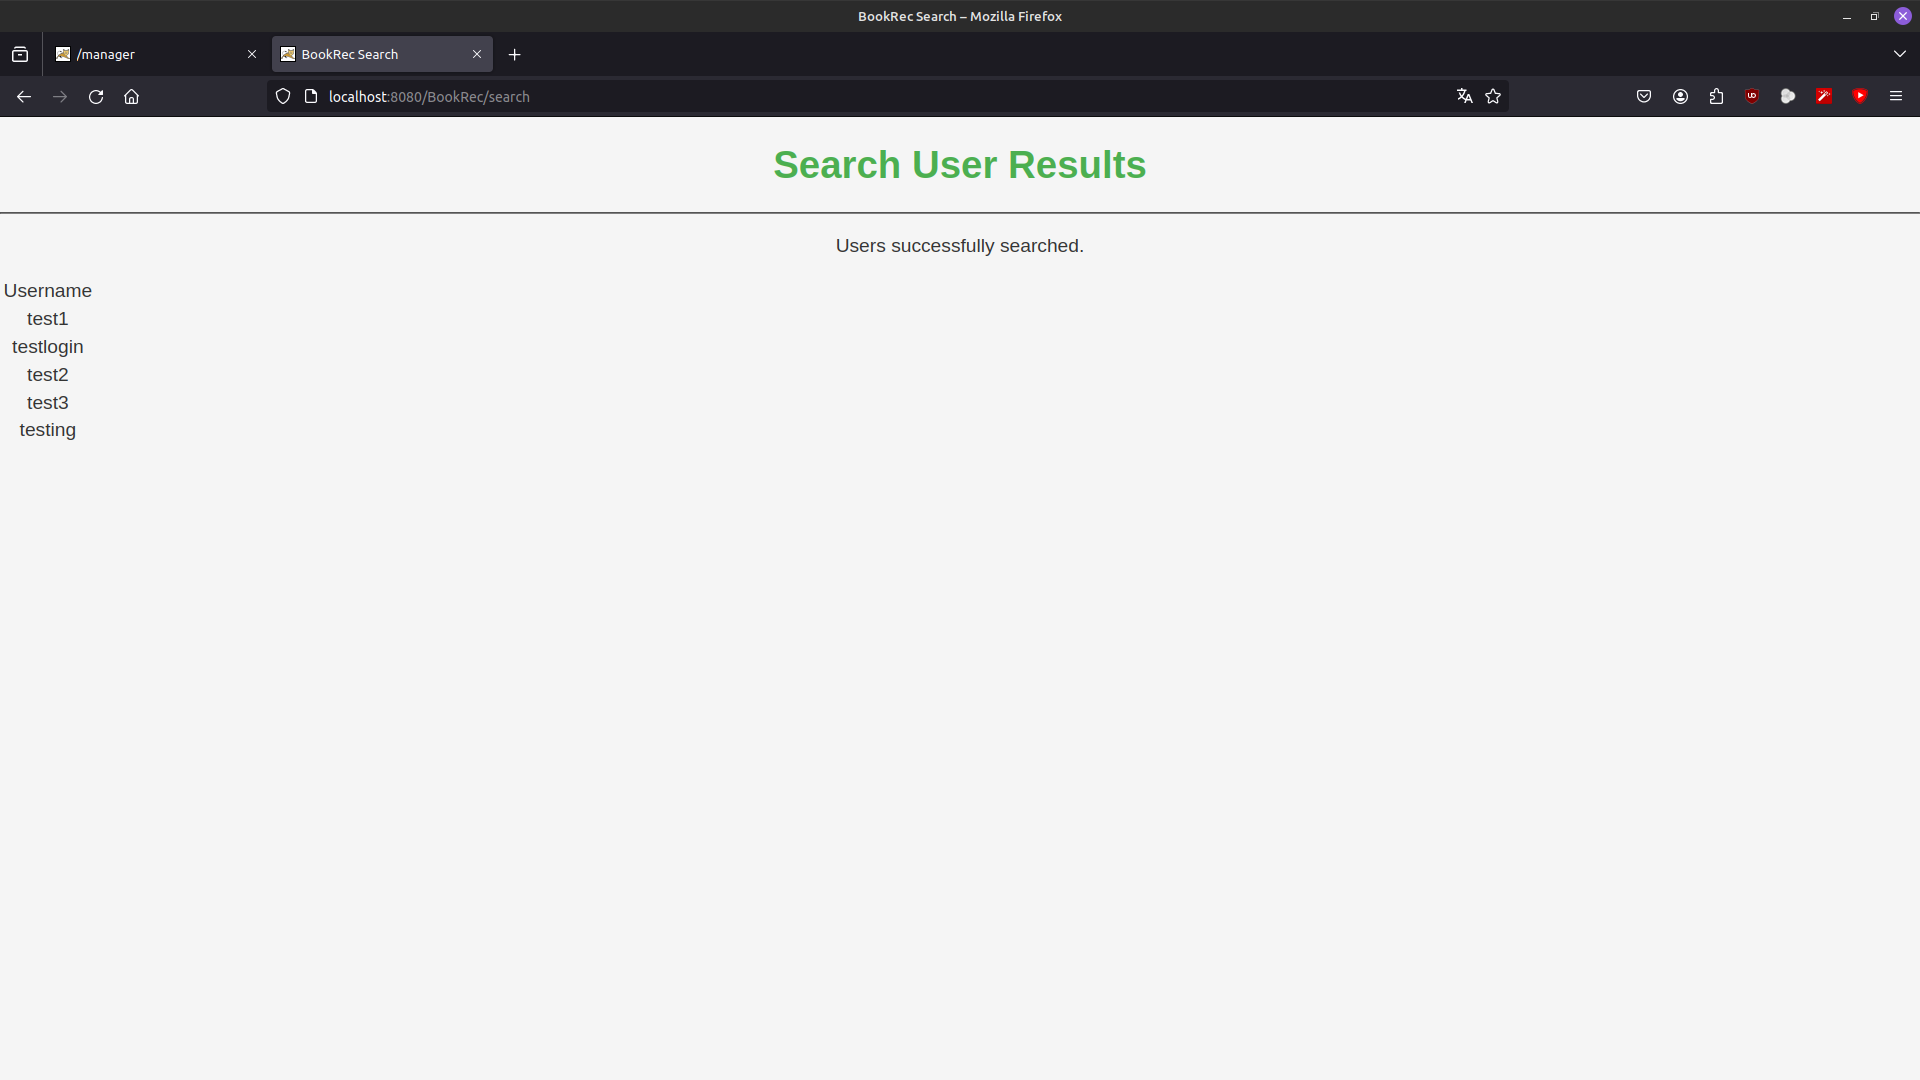 BookRec Search – Mozilla Firefox
/manager
BookRec Search
localhost:8080/BookRec/search
Search User Results
Users successfully searched.
Username
test1
testlogin
test2
test3
testing